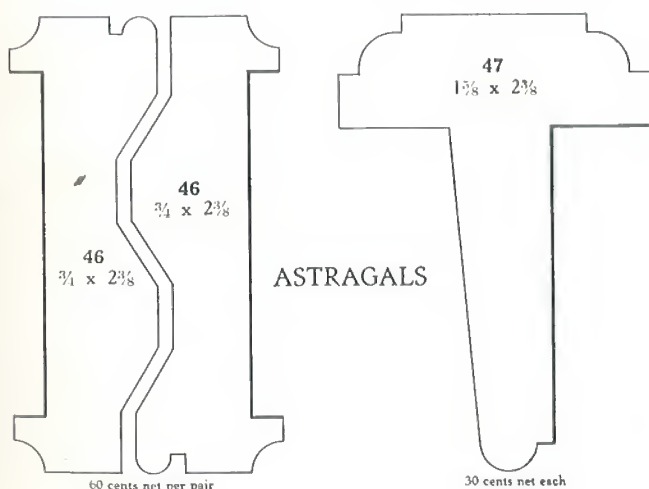 46
¾ x 2⅜
46
¾ x 2⅜
ASTRAGALS
60 cents net per pair
47
1⅝ x 2⅜
30 cents net each